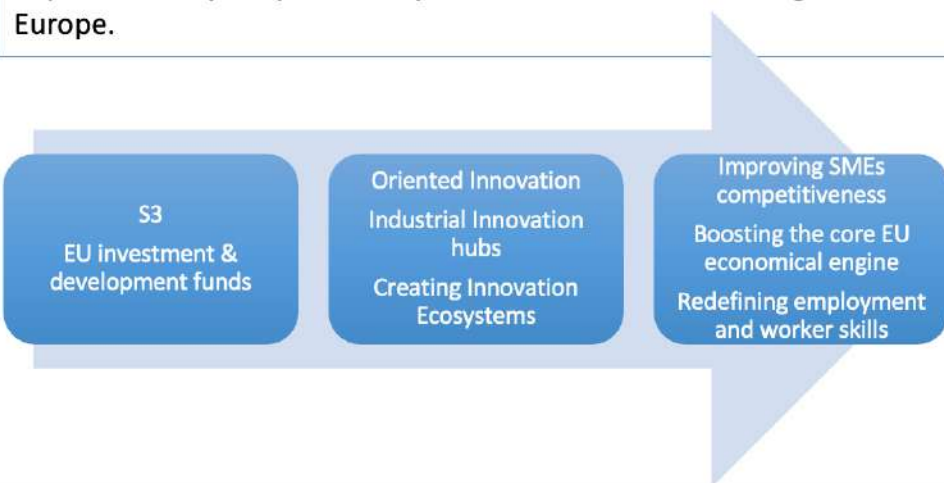 Europe.
S3
EU investment &
development funds
Oriented Innovation
Industrial Innovation
hubs
Creating Innovation
Ecosystems
Improving SMEs
competitiveness
Boosting the core EU
economical engine
Redefining employment
and worker skills